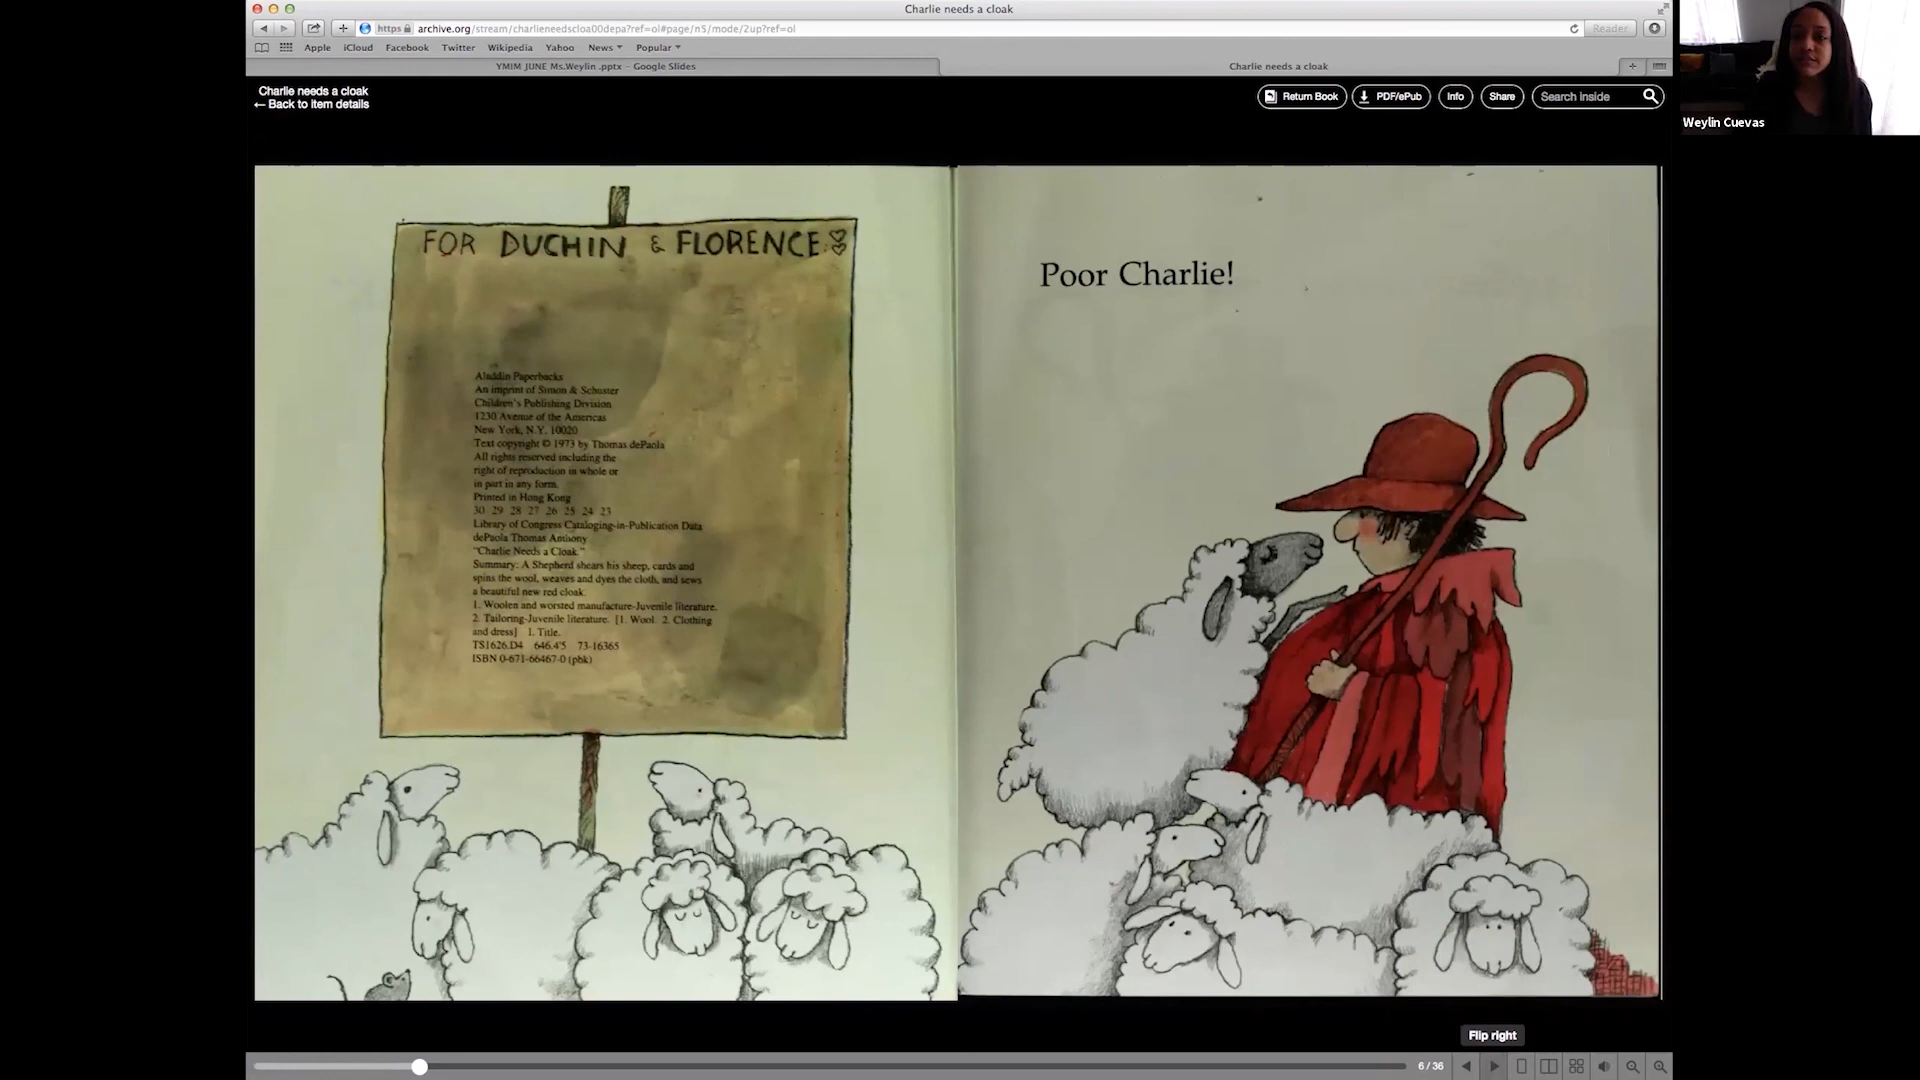 Charlie needs a cloak
https archive.org/stream/charlieneedscloa00depa?ref=ol#page/n5/mode/2up?ref=ol
Reader
Apple iCloud Facebook Twitter Wikipedia Yahoo News Popular
YMIM JUNE Ms.Weylin .pptx - Google Slides
Charlie needs a cloak
Charlie needs a cloak
← Back to item details
Return Book
PDF/ePub
Info
Share
Search inside
Weylin Cuevas
FOR DUCHIN & FLORENCE
Aladdin Paperbacks
An imprint of Simon & Schuster
Children's Publishing Division
1230 Avenue of the Americas
New York, N.Y. 10020
Text copyright © 1973 by Thomas dePaola
All rights reserved including the
right of reproduction in whole or
in part in any form.
Printed in Hong Kong
30 29 28 27 26 25 24 23
Library of Congress Cataloging-in-Publication Data
dePaola Thomas Anthony
"Charlie Needs a Cloak."
Summary: A Shepherd shears his sheep, cards and
spins the wool, weaves and dyes the cloth, and sews
a beautiful new red cloak.
1. Woolen and worsted manufacture-Juvenile literature.
2. Tailoring-Juvenile literature. [1. Wool. 2. Clothing
and dress] 1. Title.
TS1626.D4 646.4'5 73-16365
ISBN 0-671-66467-0 (pbk)
Poor Charlie!
Flip right
6 / 36